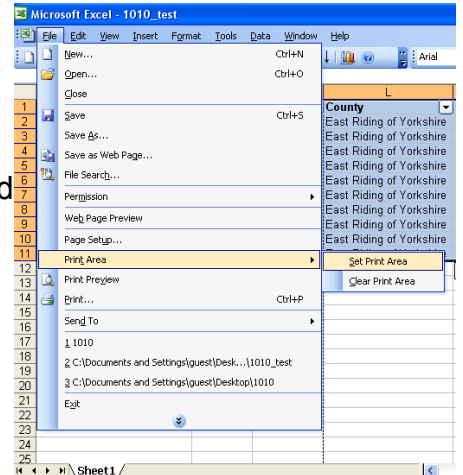 Microsoft Excel - 1010_test
File Edit View Insert Format Tools Data Window Help
New... Ctrl+N
Arial
Open... Ctrl+O
Close
L
1
County
Save Ctrl+S
2
East Riding of Yorkshire
3
East Riding of Yorkshire
Save As...
4
East Riding of Yorkshire
Save as Web Page...
5
East Riding of Yorkshire
File Search...
6
East Riding of Yorkshire
d
7
East Riding of Yorkshire
Permission
8
East Riding of Yorkshire
Web Page Preview
9
East Riding of Yorkshire
10
East Riding of Yorkshire
Page Setup...
11
Print Area
Set Print Area
12
Print Preview
Clear Print Area
13
14
Print... Ctrl+P
15
16
Send To
17
1 1010
18
2 C:\Documents and Settings\guest\Desk...\1010_test
19
20
3 C:\Documents and Settings\guest\Desktop\1010
21
Exit
22
23
24
25
Sheet1